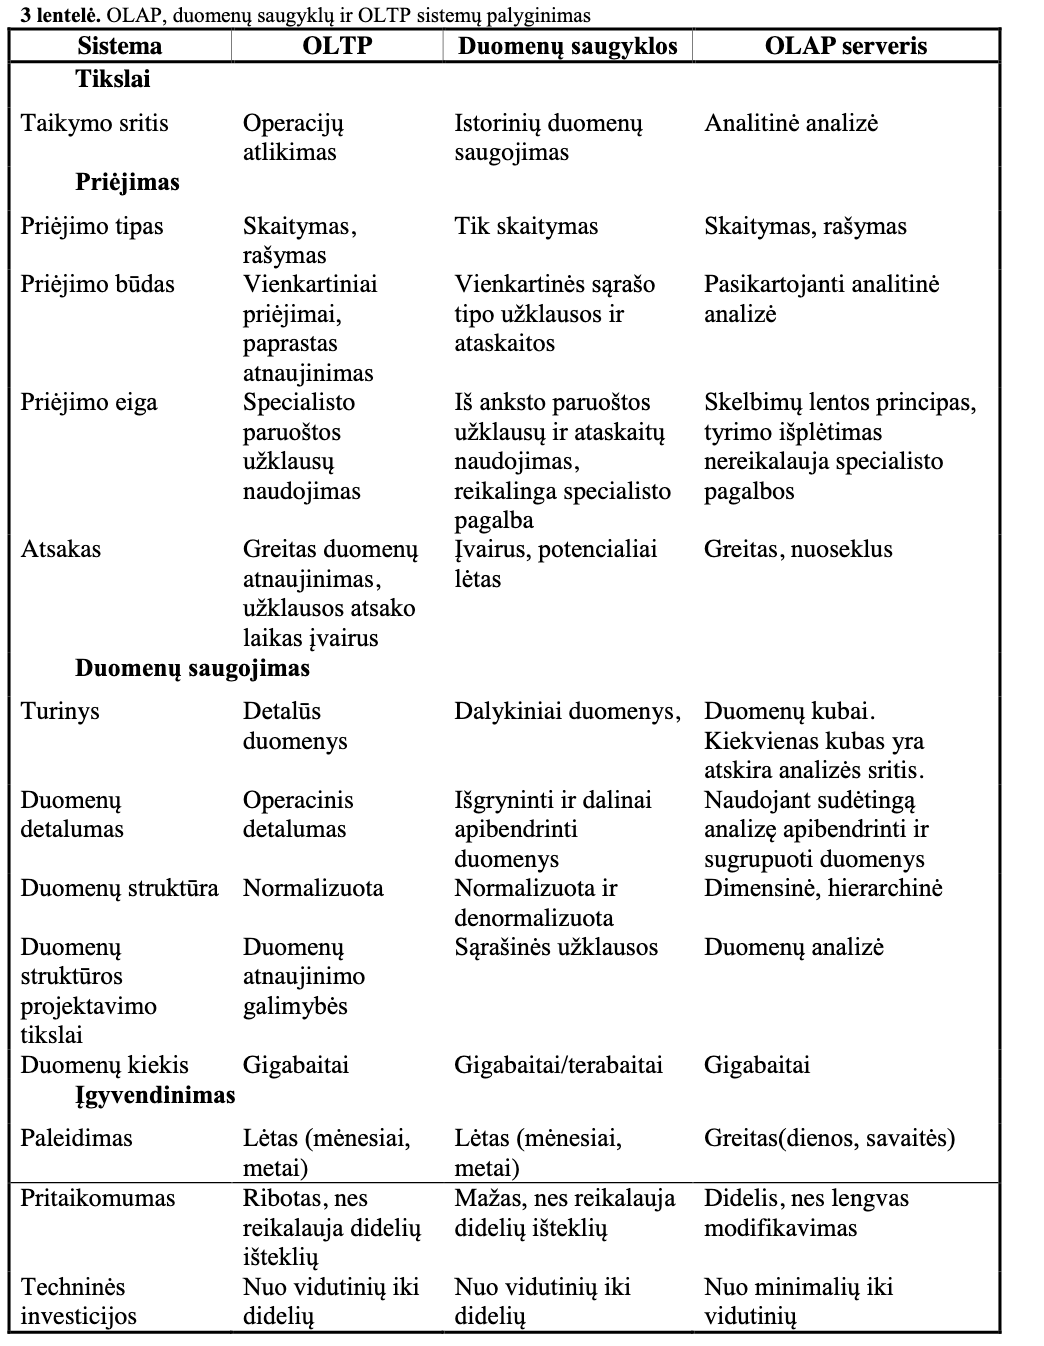 3 lentelė. OLAP, duomenų saugyklų ir OLTP sistemų palyginimas
Sistema OLTP Duomenų saugyklos OLAP serveris
Tikslai
Taikymo sritis Operacijų Istorinių duomenų Analitinė analizė
atlikimas saugojimas
Priėjimas
Priėjimo tipas Skaitymas, Tik skaitymas Skaitymas, rašymas
rašymas
Priėjimo būdas Vienkartiniai Vienkartinės sąrašo Pasikartojanti analitinė
priėjimai, tipo užklausos ir analizė
paprastas ataskaitos
atnaujinimas
Priėjimo eiga Specialisto Iš anksto paruoštos Skelbimų lentos principas,
paruoštos užklausų ir ataskaitų tyrimo išplėtimas
užklausų naudojimas, nereikalauja specialisto
naudojimas reikalinga specialisto pagalbos
pagalba
Atsakas Greitas duomenų Įvairus, potencialiai Greitas, nuoseklus
atnaujinimas, lėtas
užklausos atsako
laikas įvairus
Duomenų saugojimas
Turinys Detalūs Dalykiniai duomenys, Duomenų kubai.
duomenys Kiekvienas kubas yra
atskira analizės sritis.
Duomenų Operacinis Išgryninti ir dalinai Naudojant sudėtingą
detalumas detalumas apibendrinti analizę apibendrinti ir
duomenys sugrupuoti duomenys
Duomenų struktūra Normalizuota Normalizuota ir Dimensinė, hierarchinė
denormalizuota
Duomenų Duomenų Sąrašinės užklausos Duomenų analizė
struktūros atnaujinimo
projektavimo galimybės
tikslai
Duomenų kiekis Gigabaitai Gigabaitai/terabaitai Gigabaitai
Įgyvendinimas
Paleidimas Lėtas (mėnesiai, Lėtas (mėnesiai, Greitas(dienos, savaitės)
metai) metai)
Pritaikomumas Ribotas, nes Mažas, nes reikalauja Didelis, nes lengvas
reikalauja didelių didelių išteklių modifikavimas
išteklių
Techninės Nuo vidutinių iki Nuo vidutinių iki Nuo minimalių iki
investicijos didelių didelių vidutinių